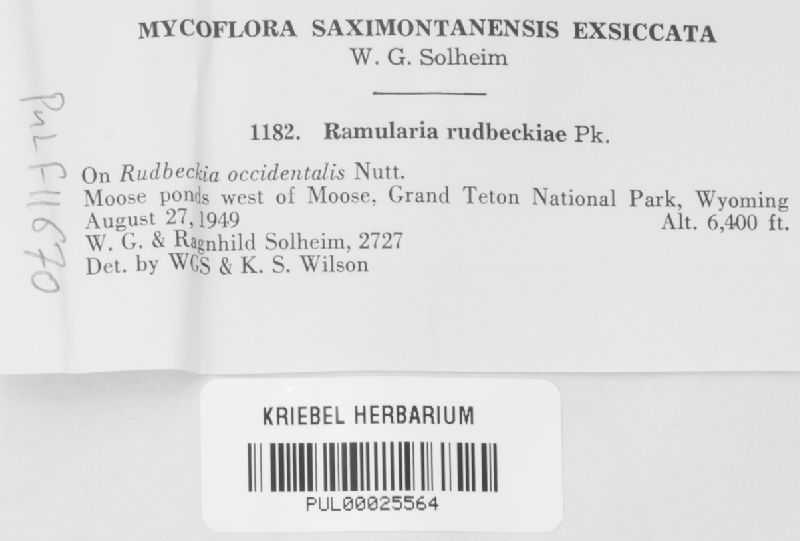 MYCOFLORA SAXIMONTANENSIS EXSICCATA
W. G. Solheim
1182. Ramularia rudbeckiae Pk.
On Rudbeckia occidentalis Nutt.
Moose ponds west of Moose, Grand Teton National Park, Wyoming
August 27, 1949 Alt. 6,400 ft.
W. G. & Ragnhild Solheim, 2727
Det. by WGS & K. S. Wilson
PUL F11670
KRIEBEL HERBARIUM
PUL00025564